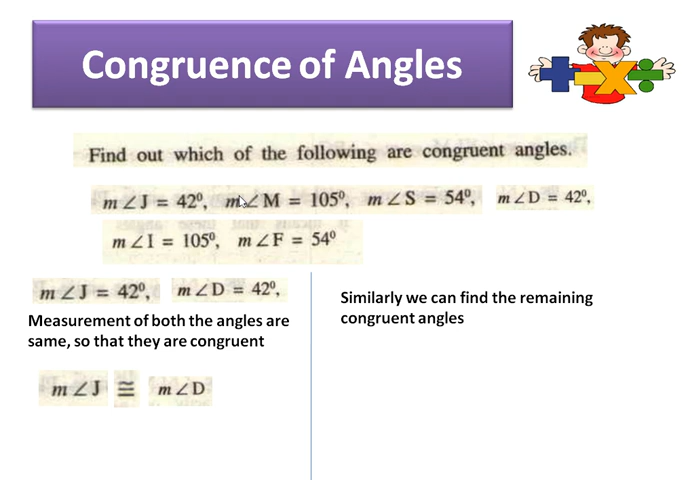 Congruence of Angles
Find out which of the following are congruent angles.
m∠J = 42⁰, m∠M = 105⁰, m∠S = 54⁰, m∠D = 42⁰,
m∠I = 105⁰, m∠F = 54⁰
m∠J = 42⁰, m∠D = 42⁰,
Measurement of both the angles are
same, so that they are congruent
m∠J ≅ m∠D
Similarly we can find the remaining
congruent angles